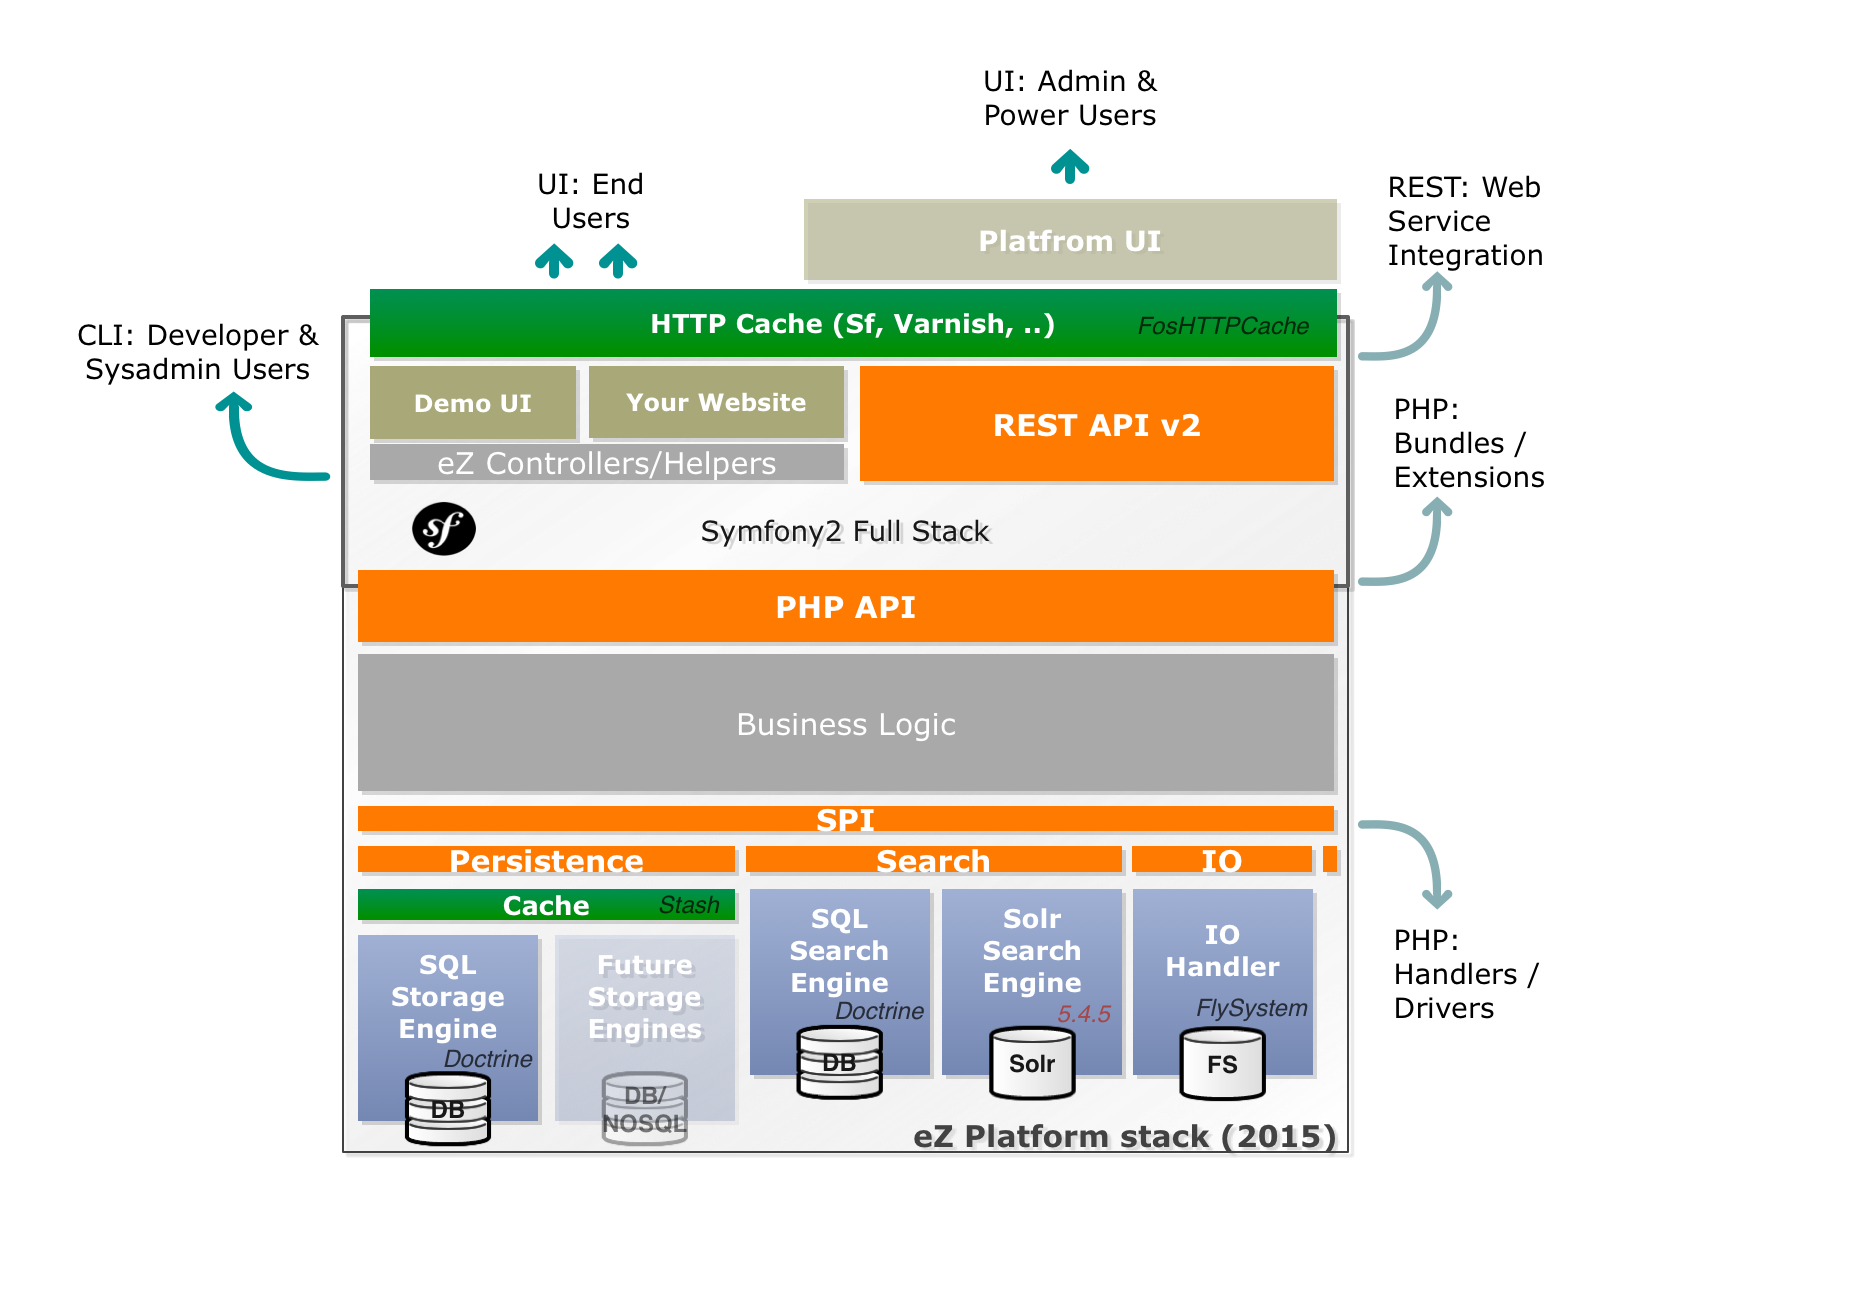 UI: Admin &
Power Users
UI: End
Users
REST: Web
Service
Integration
Platfrom UI
HTTP Cache (Sf, Varnish, ..)
FosHTTPCache
CLI: Developer &
Sysadmin Users
Demo UI
Your Website
REST API v2
eZ Controllers/Helpers
PHP:
Bundles /
Extensions
sf
Symfony2 Full Stack
PHP API
Business Logic
SPI
Persistence
Search
IO
Cache
Stash
SQL
Storage
Engine
Doctrine
DB
Future
Storage
Engines
DB/
NOSQL
SQL
Search
Engine
Doctrine
DB
Solr
Search
Engine
5.4.5
Solr
IO
Handler
FlySystem
FS
PHP:
Handlers /
Drivers
eZ Platform stack (2015)